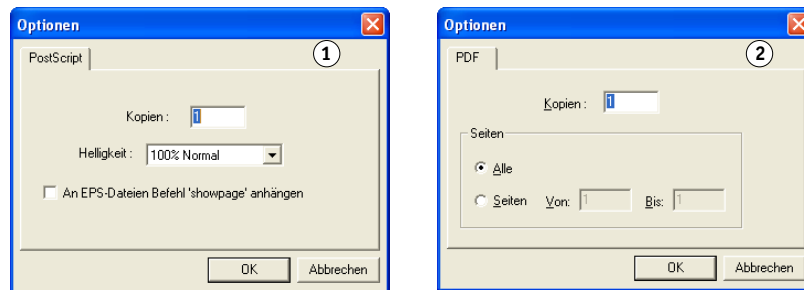 Optionen
1
PostScript
Kopien : 1
Helligkeit : 100% Normal
An EPS-Dateien Befehl 'showpage' anhängen
OK Abbrechen
Optionen
2
PDF
Kopien : 1
Seiten
Alle
Seiten Von: 1 Bis: 1
OK Abbrechen